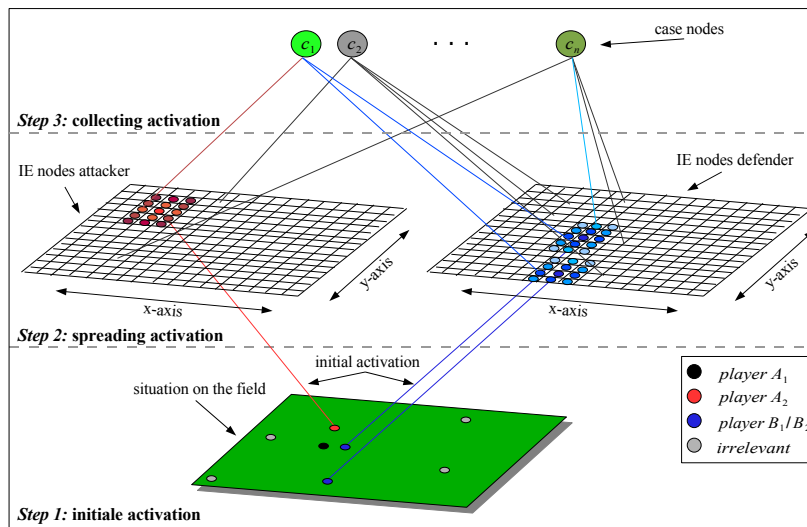 c1
c2
. . .
cn
case nodes
Step 3: collecting activation
IE nodes attacker
IE nodes defender
x-axis
y-axis
x-axis
y-axis
Step 2: spreading activation
initial activation
situation on the field
player A1
player A2
player B1/B2
irrelevant
Step 1: initiale activation